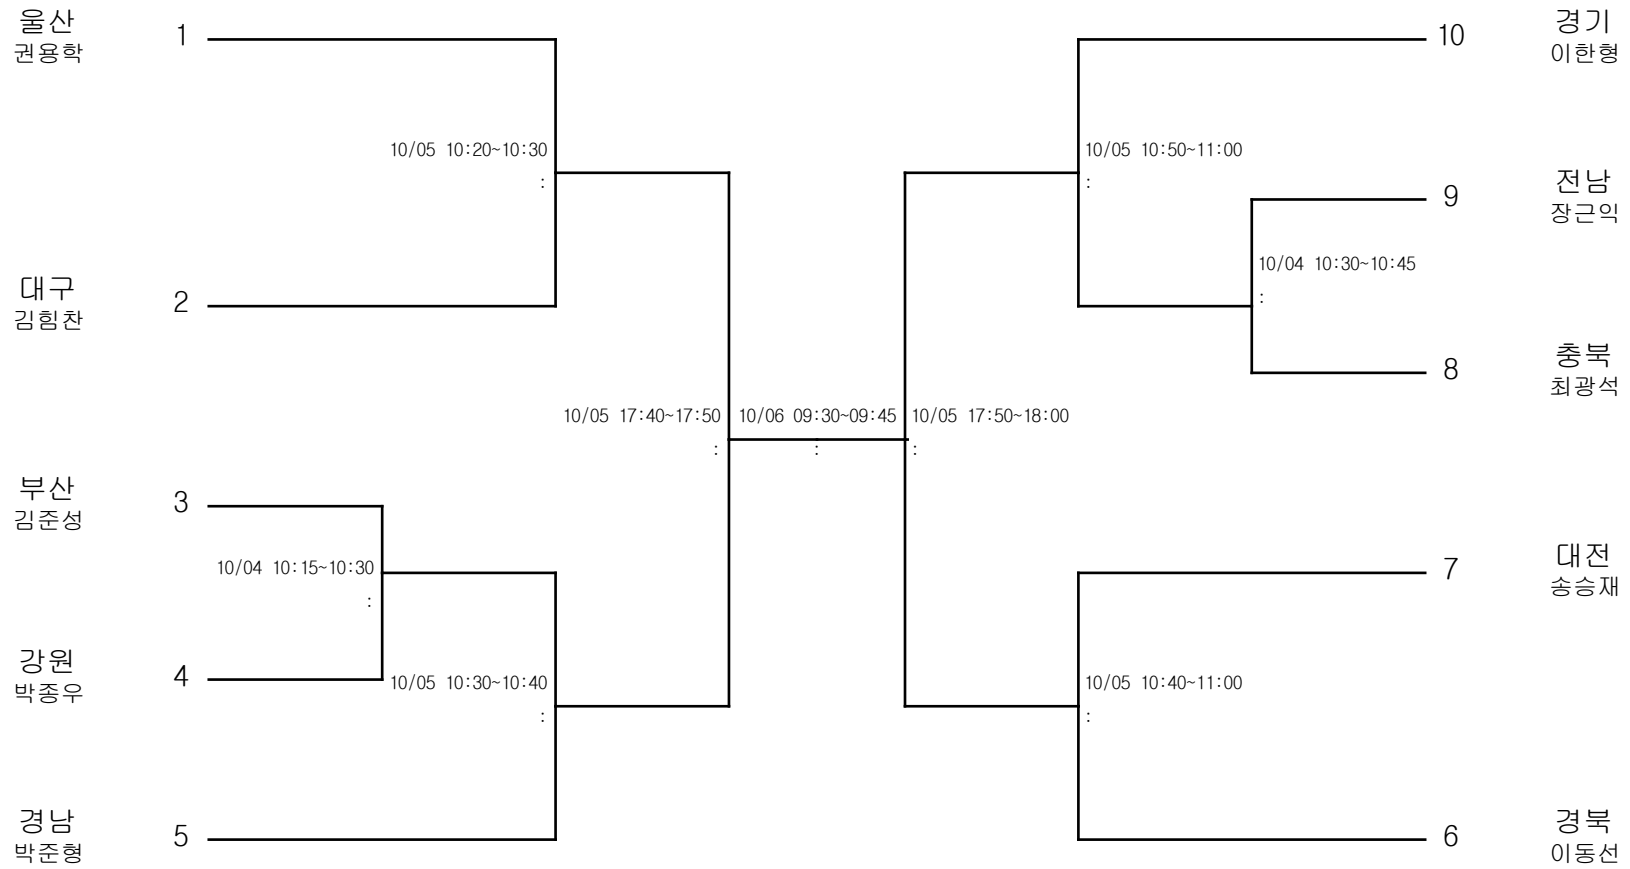 울산
권용학
1
10
경기
이한형
10/05 10:20~10:30
:
10/05 10:50~11:00
:
9
전남
장근익
대구
김힘찬
2
10/04 10:30~10:45
:
8
충북
최광석
10/05 17:40~17:50
:
10/06 09:30~09:45
:
10/05 17:50~18:00
:
부산
김준성
3
10/04 10:15~10:30
:
7
대전
송승재
강원
박종우
4
10/05 10:30~10:40
:
10/05 10:40~11:00
:
경남
박준형
5
6
경북
이동선